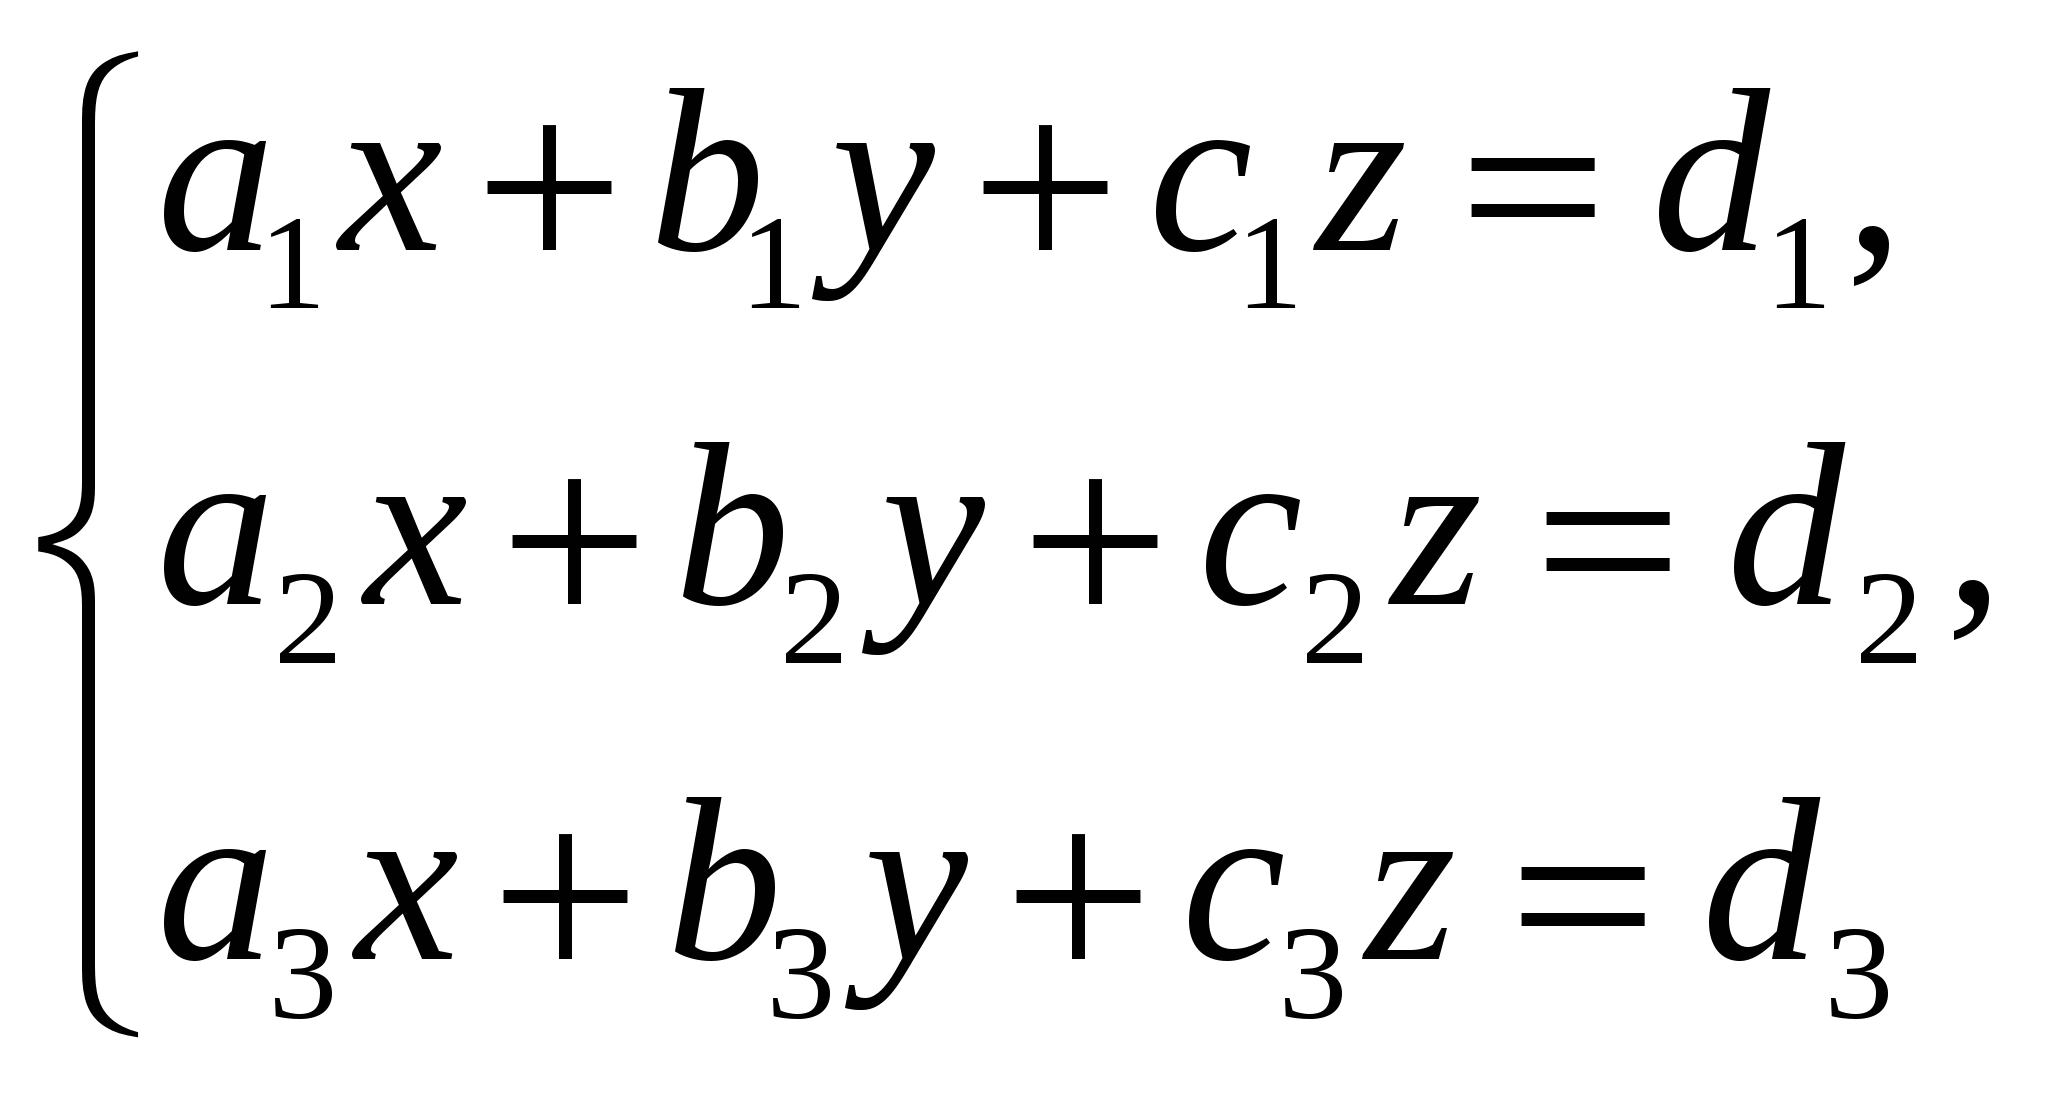 a₁x + b₁y + c₁z = d₁,
a₂x + b₂y + c₂z = d₂,
a₃x + b₃y + c₃z = d₃